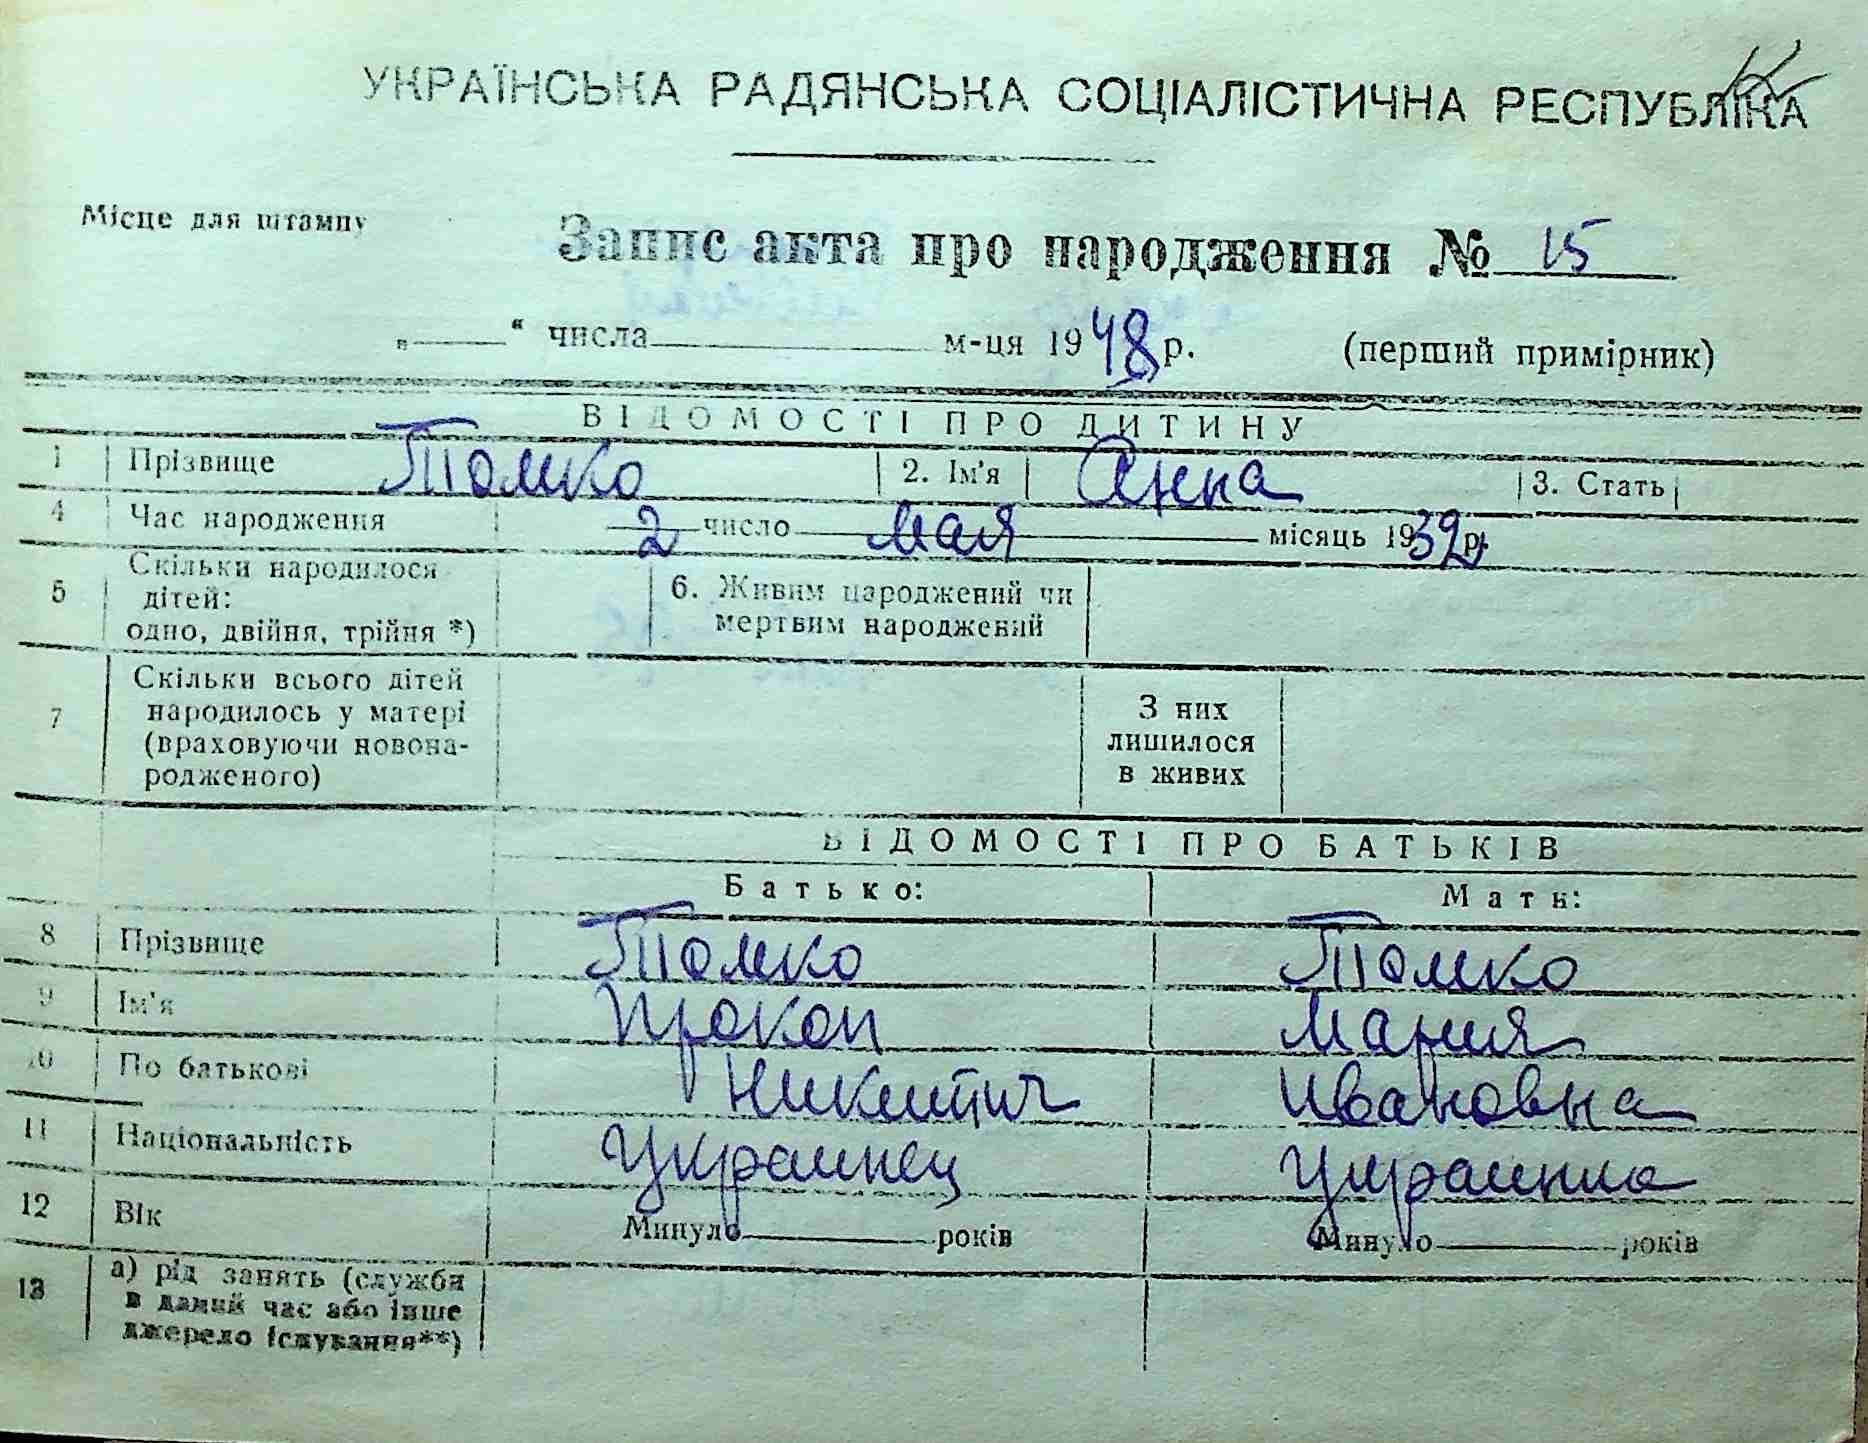 УКРАЇНСЬКА РАДЯНСЬКА СОЦІАЛІСТИЧНА РЕСПУБЛІКА
Місце для штампу
Запис акта про народження № 15
„ “ числа м-ця 1948 р. (перший примірник)
ВІДОМОСТІ ПРО ДИТИНУ
1 Прізвище Томко 2. Ім'я Анна 3. Стать
4 Час народження 2 число мая місяць 1939 р.
5 Скільки народилося дітей: одно, двійня, трійня *) 6. Живим народжений чи мертвим народжений
7 Скільки всього дітей народилось у матері (враховуючи новонародженого) З них лишилося в живих
ВІДОМОСТІ ПРО БАТЬКІВ
Батько: Мати:
8 Прізвище Томко Томко
9 Ім'я Прокоп Мария
10 По батькові Никитич Ивановна
11 Національність Украинец Украинка
12 Вік Минуло років Минуло років
13 а) рід занять (служби в даний час або інше джерело існування**)